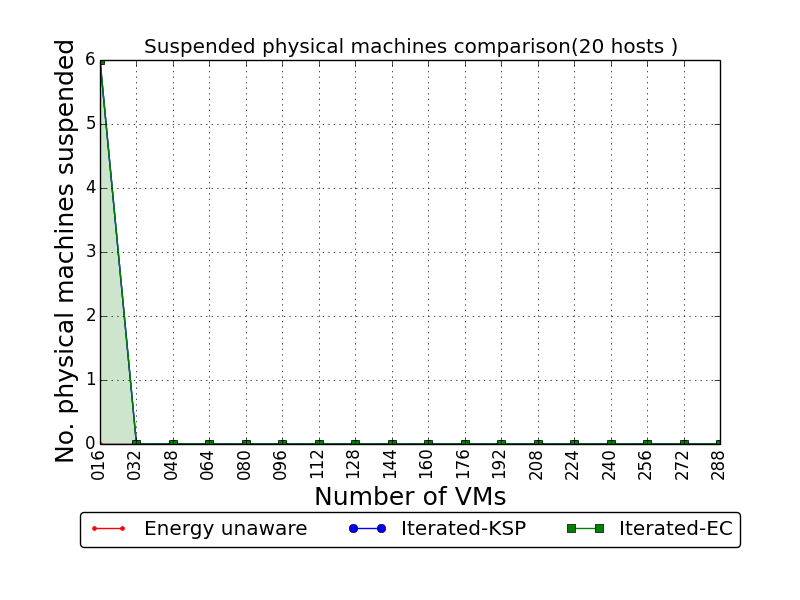 Suspended physical machines comparison(20 hosts )
No. physical machines suspended
6
5
4
3
2
1
0
016 032 048 064 080 096 112 128 144 160 176 192 208 224 240 256 272 288
Number of VMs
Energy unaware Iterated-KSP Iterated-EC